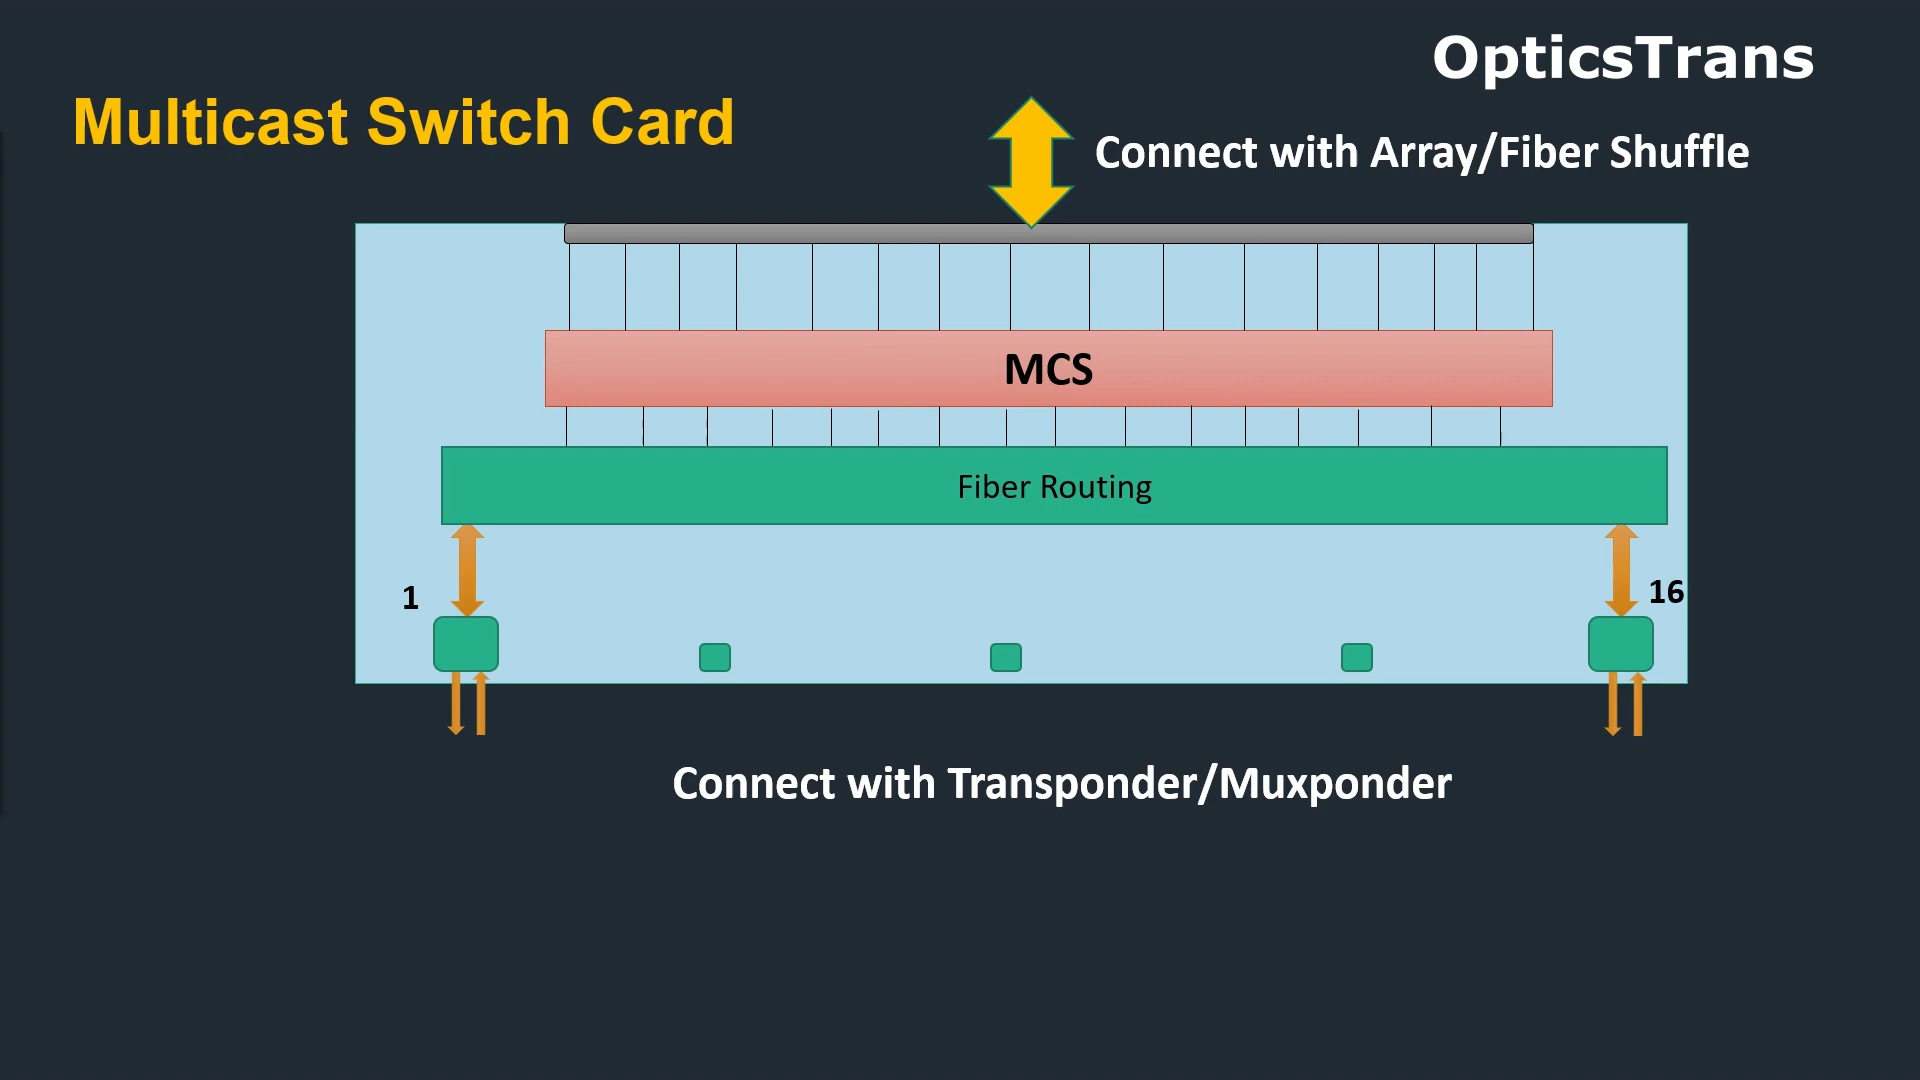 OpticsTrans
Multicast Switch Card
Connect with Array/Fiber Shuffle
MCS
Fiber Routing
1
16
Connect with Transponder/Muxponder